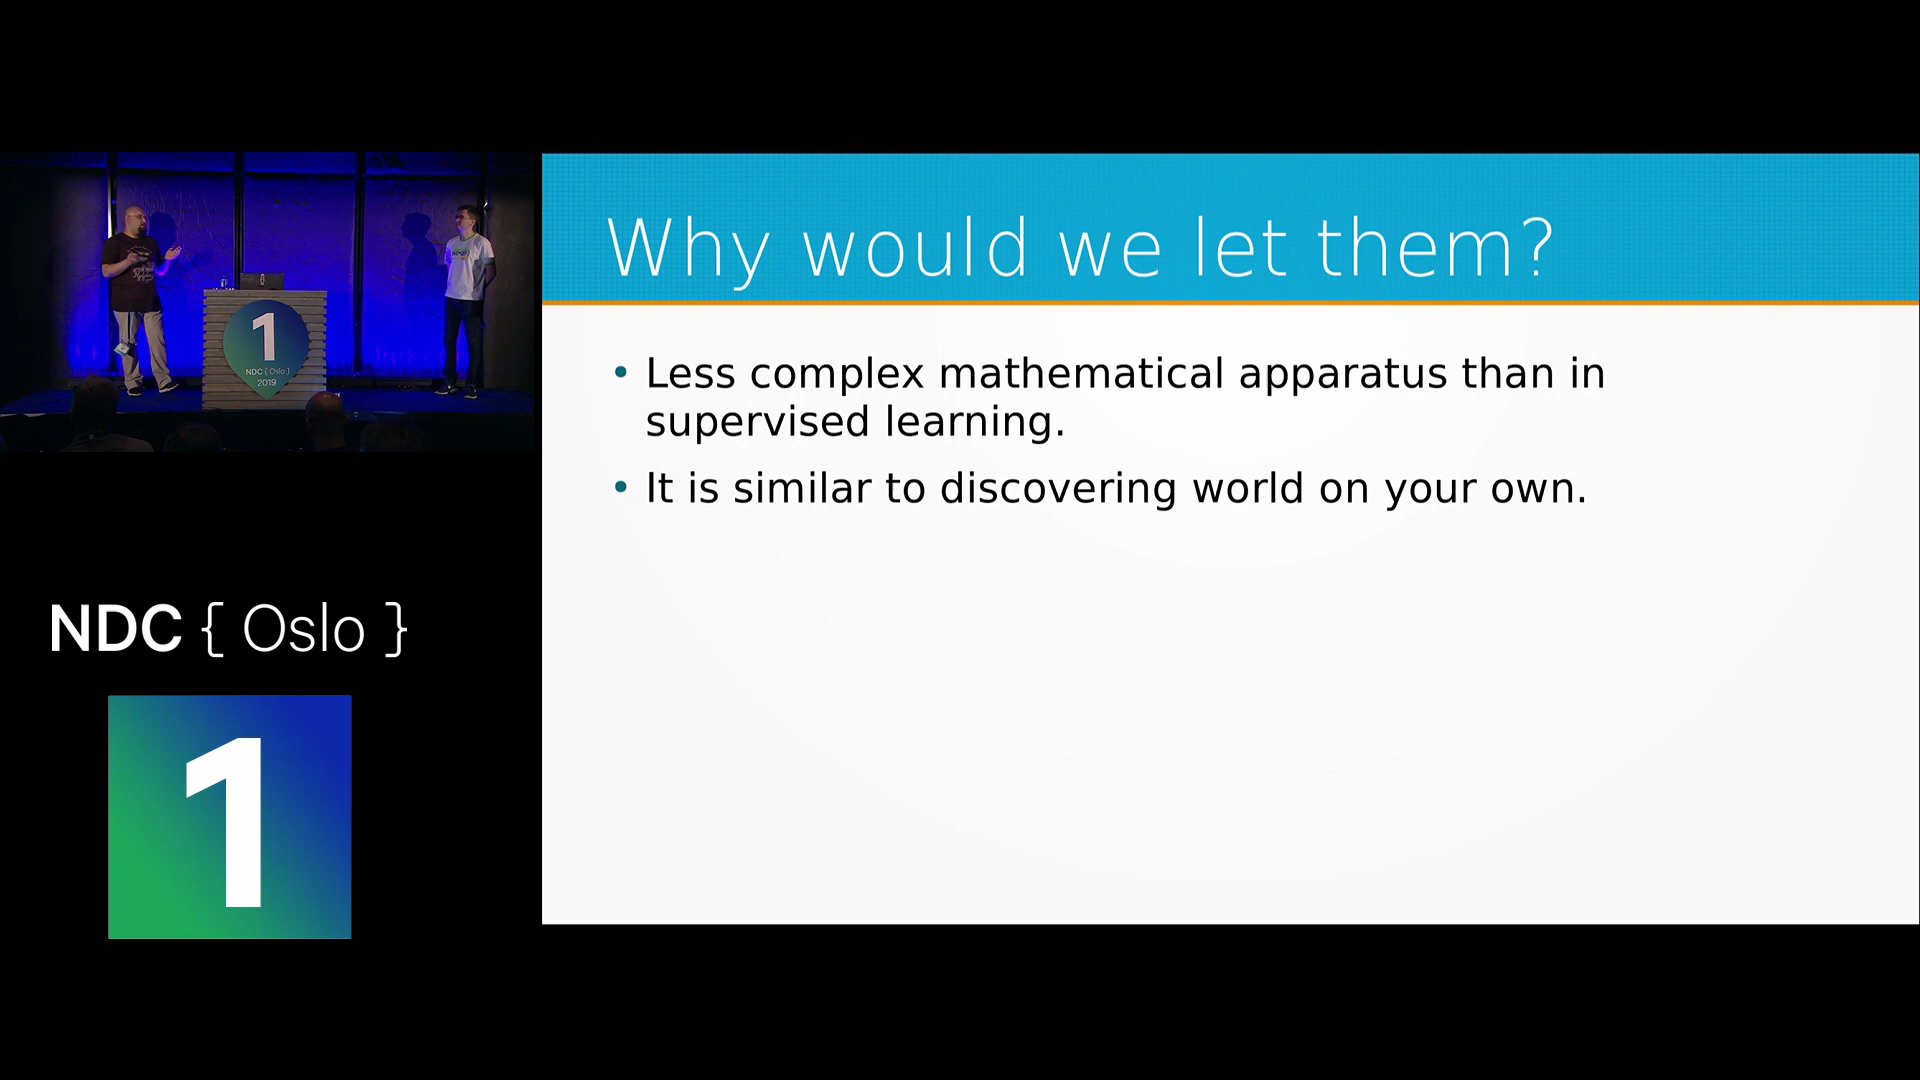 Why would we let them?
• Less complex mathematical apparatus than in
supervised learning.
• It is similar to discovering world on your own.
1
NDC { Oslo }
2019
NDC { Oslo }
1